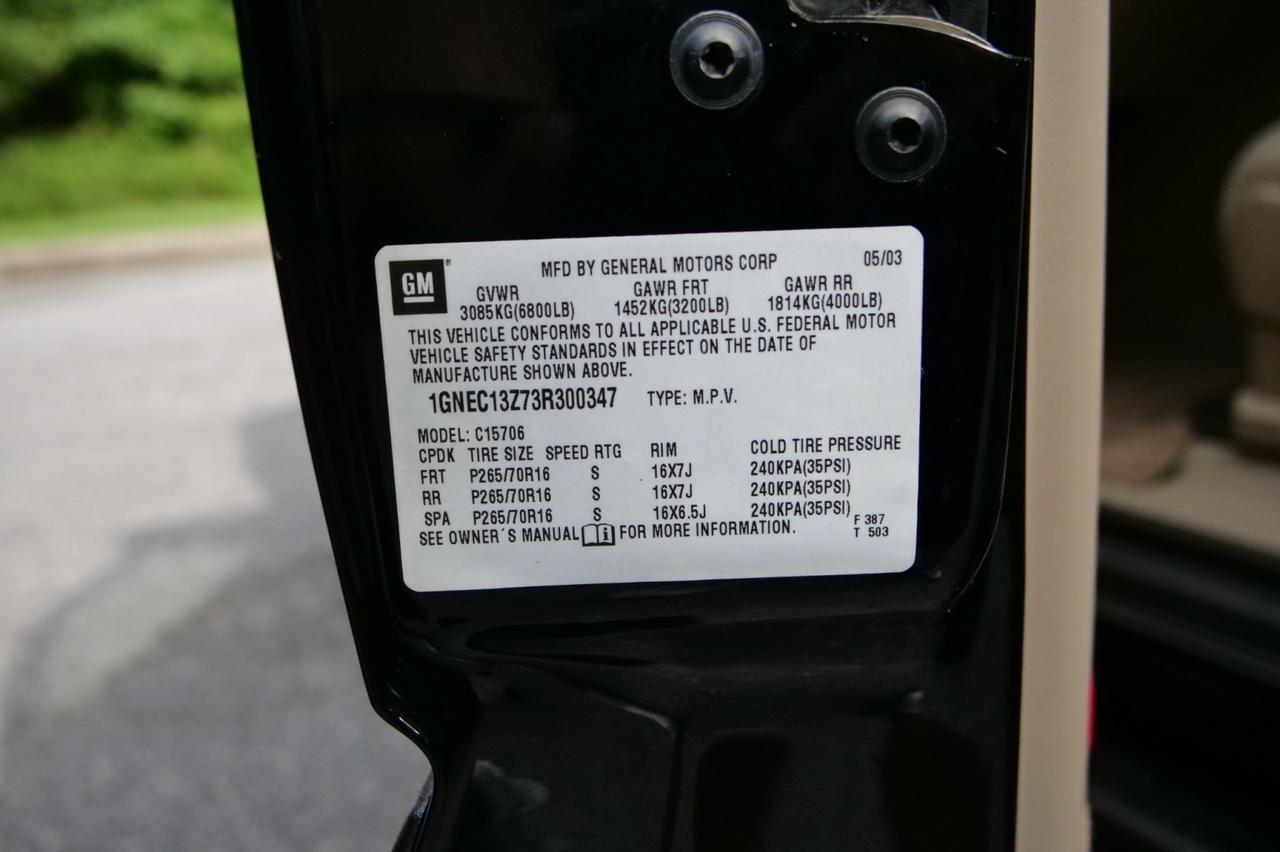 GM
MFD BY GENERAL MOTORS CORP 05/03
GVWR GAWR FRT GAWR RR
3085KG(6800LB) 1452KG(3200LB) 1814KG(4000LB)
THIS VEHICLE CONFORMS TO ALL APPLICABLE U.S. FEDERAL MOTOR
VEHICLE SAFETY STANDARDS IN EFFECT ON THE DATE OF
MANUFACTURE SHOWN ABOVE.
1GNEC13Z73R300347 TYPE: M.P.V.
MODEL: C15706
CPDK TIRE SIZE SPEED RTG RIM COLD TIRE PRESSURE
FRT P265/70R16 S 16X7J 240KPA(35PSI)
RR P265/70R16 S 16X7J 240KPA(35PSI)
SPA P265/70R16 S 16X6.5J 240KPA(35PSI)
SEE OWNER´S MANUAL FOR MORE INFORMATION.
F 387
T 503